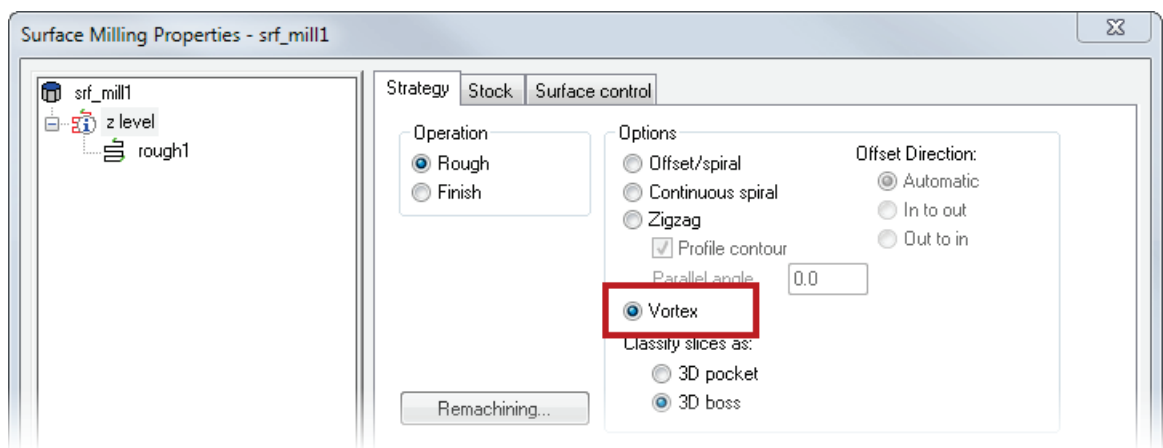 Surface Milling Properties - srf_mill1
srf_mill1
z level
rough1
Strategy
Stock
Surface control
Operation
Rough
Finish
Remachining...
Options
Offset/spiral
Continuous spiral
Zigzag
Profile contour
Parallel angle 0.0
Vortex
Classify slices as:
3D pocket
3D boss
Offset Direction:
Automatic
In to out
Out to in